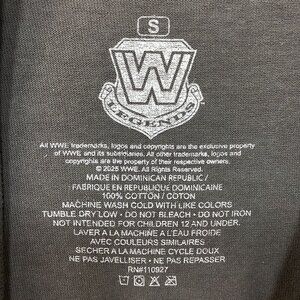 S
W
LEGENDS
All WWE trademarks, logos and copyrights are the exclusive property
of WWE and its subsidiaries. All other trademarks, logos and
copyrights are the property of their respective owners.
© 2025 WWE. All Rights Reserved.
MADE IN DOMINICAN REPUBLIC /
FABRIQUE EN REPUBLIQUE DOMINICAINE
100% COTTON / COTON
MACHINE WASH COLD WITH LIKE COLORS
TUMBLE DRY LOW - DO NOT BLEACH - DO NOT IRON
NOT INTENDED FOR CHILDREN 12 AND UNDER
LAVER A LA MACHINE A L'EAU FROIDE
AVEC COULEURS SIMILAIRES
SECHER A LA MACHINE CYCLE DOUX
NE PAS JAVELLISER - NE PAS REPASSER
RN#110927